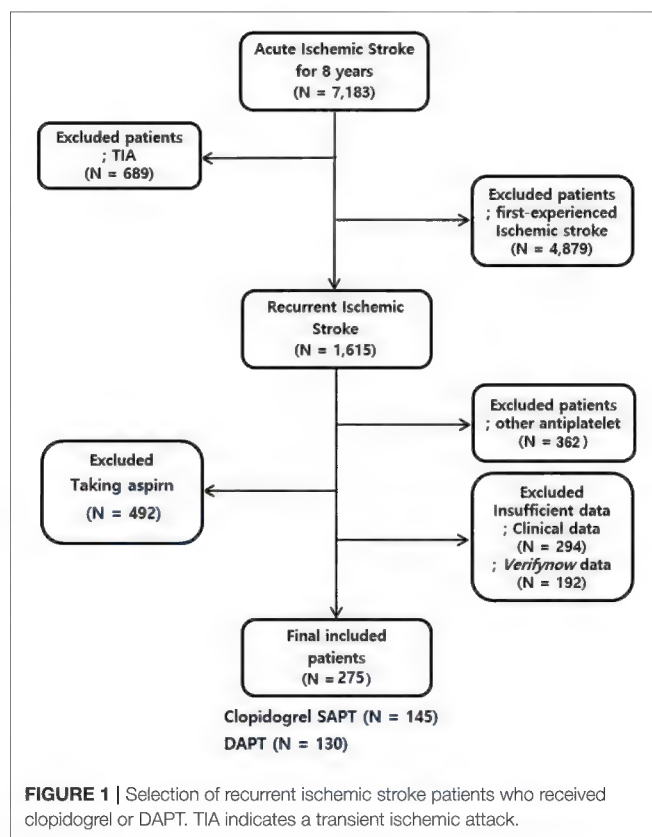 Acute Ischemic Stroke
for 8 years
(N = 7,183)
Excluded patients
; TIA
(N = 689)
Excluded patients
; first-experienced
Ischemic stroke
(N = 4,879)
Recurrent Ischemic
Stroke
(N = 1,615)
Excluded patients
; other antiplatelet
(N = 362)
Excluded
Taking aspirn
(N = 492)
Excluded
Insufficient data
; Clinical data
(N = 294)
; Verifynow data
(N = 192)
Final included
patients
(N = 275)
Clopidogrel SAPT (N = 145)
DAPT (N = 130)
FIGURE 1 | Selection of recurrent ischemic stroke patients who received
clopidogrel or DAPT. TIA indicates a transient ischemic attack.